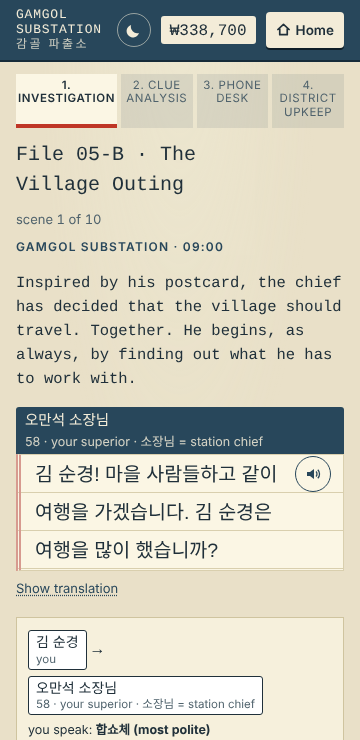 GAMGOL
SUBSTATION
감골 파출소
₩338,700
Home
1.
INVESTIGATION
2. CLUE
ANALYSIS
3. PHONE
DESK
4.
DISTRICT
UPKEEP
File 05-B · The
Village Outing
scene 1 of 10
GAMGOL SUBSTATION · 09:00
Inspired by his postcard, the chief
has decided that the village should
travel. Together. He begins, as
always, by finding out what he has
to work with.
오만석 소장님
58 · your superior · 소장님 = station chief
김 순경! 마을 사람들하고 같이
여행을 가겠습니다. 김 순경은
여행을 많이 했습니까?
Show translation
김 순경
you
→
오만석 소장님
58 · your superior · 소장님 = station chief
you speak: 합쇼체 (most polite)